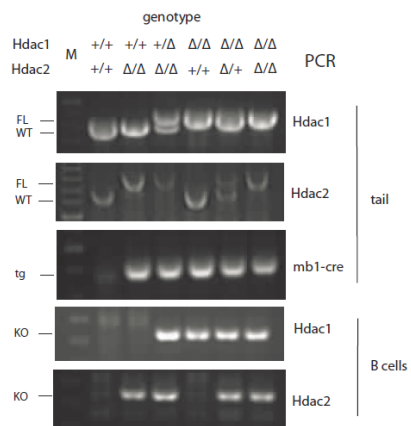 genotype
Hdac1 +/+ +/+ +/Δ Δ/Δ Δ/Δ Δ/Δ
M
Hdac2 +/+ Δ/Δ Δ/Δ +/+ Δ/+ Δ/Δ PCR
FL
WT
Hdac1
FL
WT
Hdac2
tail
tg
mb1-cre
KO
Hdac1
B cells
KO
Hdac2